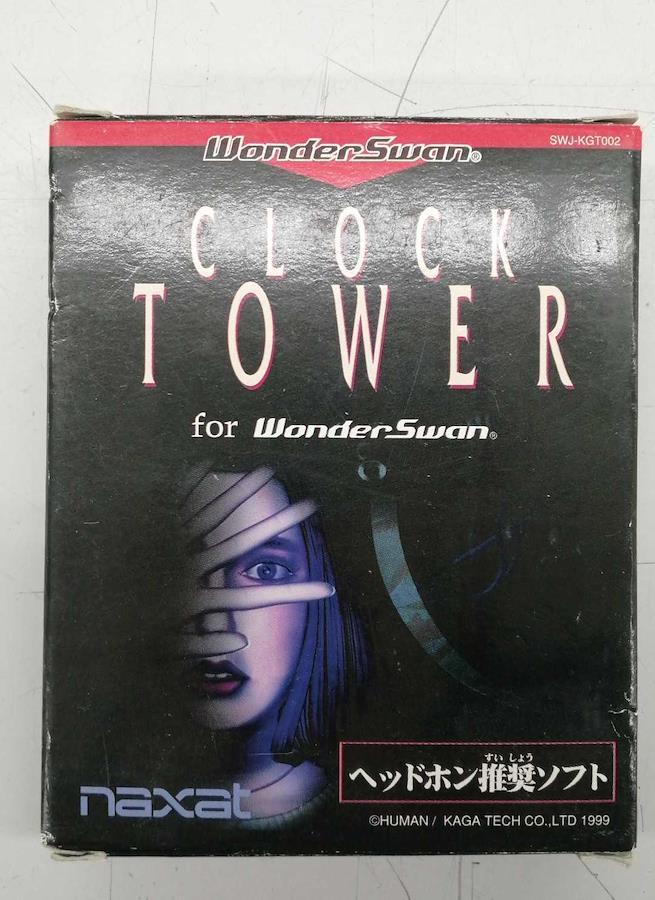 WonderSwan®
SWJ-KGT002
CLOCK
TOWER
for WonderSwan®
すい しょう
ヘッドホン推奨ソフト
naxat
©HUMAN / KAGA TECH CO.,LTD 1999